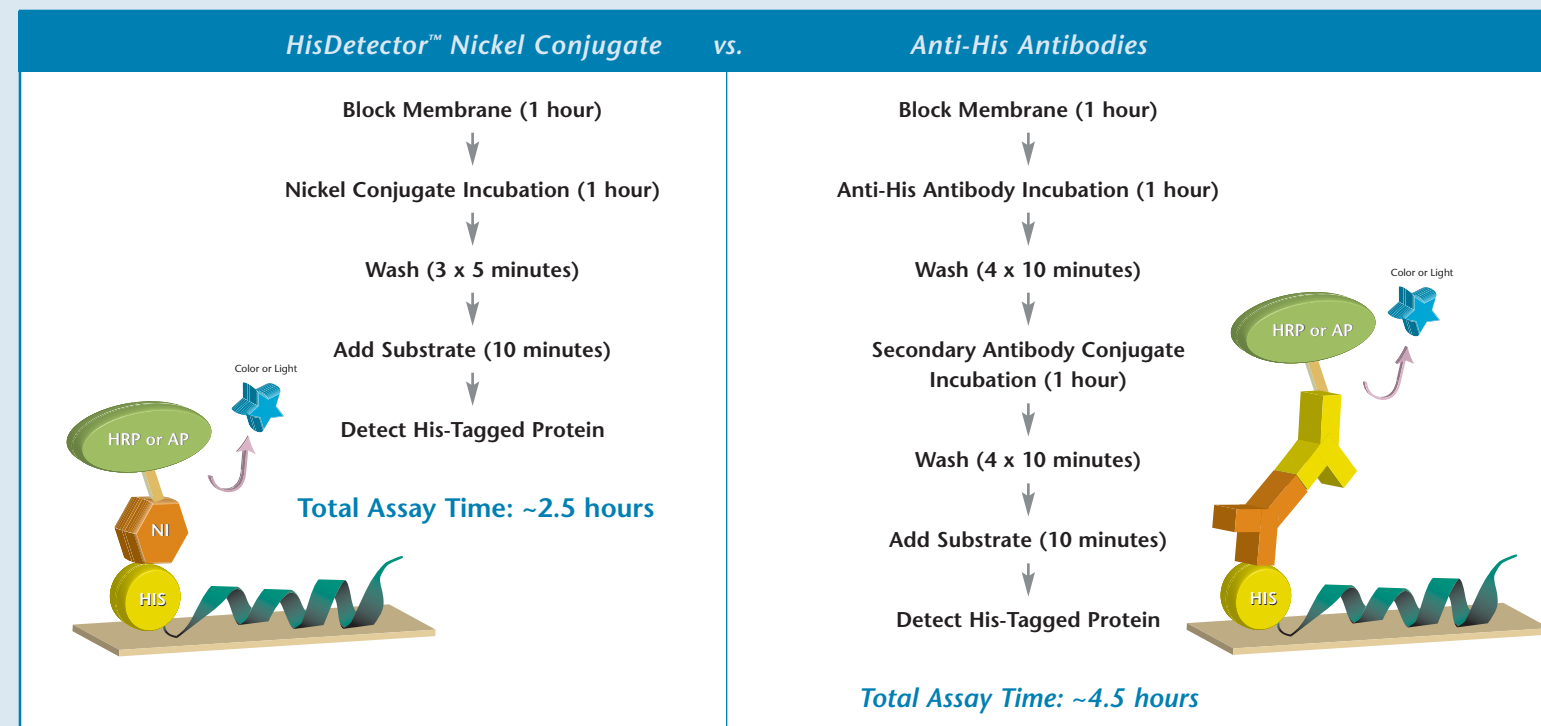 HisDetector™ Nickel Conjugate vs. Anti-His Antibodies
Block Membrane (1 hour)
Nickel Conjugate Incubation (1 hour)
Wash (3 x 5 minutes)
Add Substrate (10 minutes)
Detect His-Tagged Protein
Total Assay Time: ~2.5 hours
Color or Light
HRP or AP
NI
HIS
Block Membrane (1 hour)
Anti-His Antibody Incubation (1 hour)
Wash (4 x 10 minutes)
Secondary Antibody Conjugate
Incubation (1 hour)
Wash (4 x 10 minutes)
Add Substrate (10 minutes)
Detect His-Tagged Protein
Total Assay Time: ~4.5 hours
Color or Light
HRP or AP
HIS